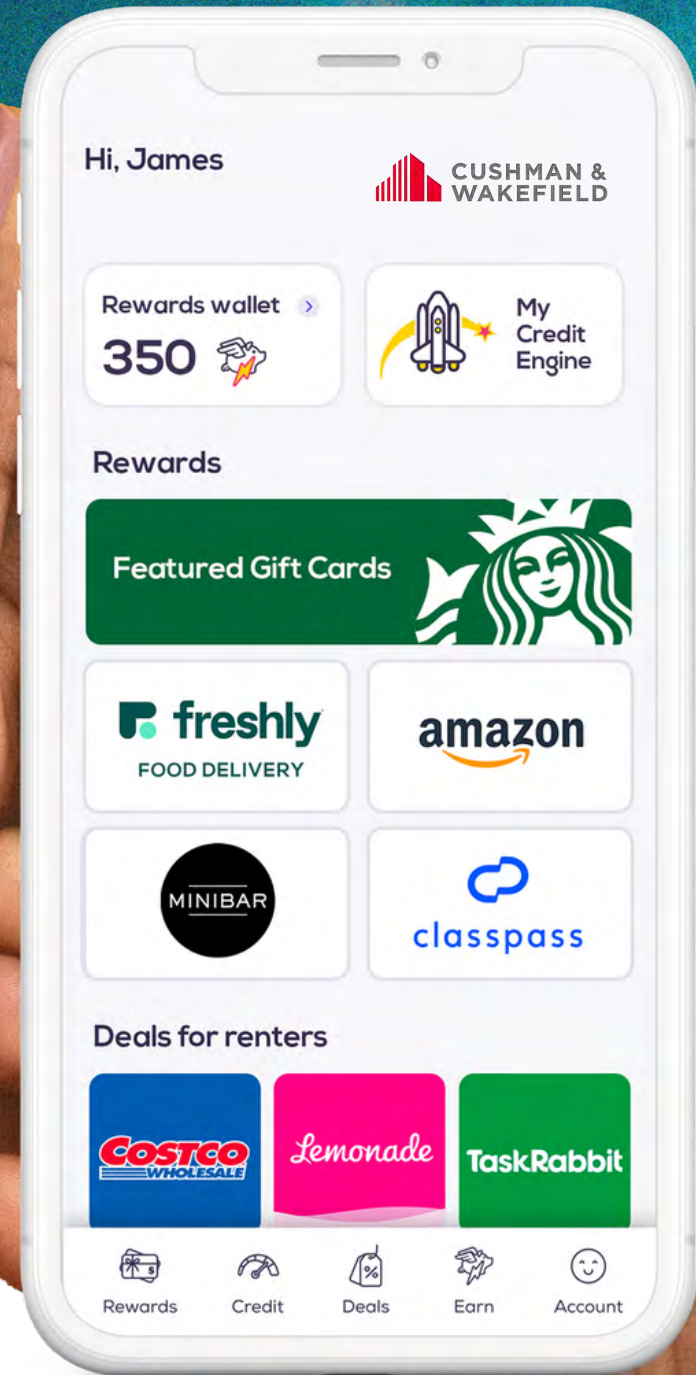 Hi, James
CUSHMAN &
WAKEFIELD
Rewards wallet
350
My
Credit
Engine
Rewards
Featured Gift Cards
freshly
FOOD DELIVERY
amazon
MINIBAR
classpass
Deals for renters
COSTCO
WHOLESALE
Lemonade
TaskRabbit
Rewards
Credit
Deals
Earn
Account